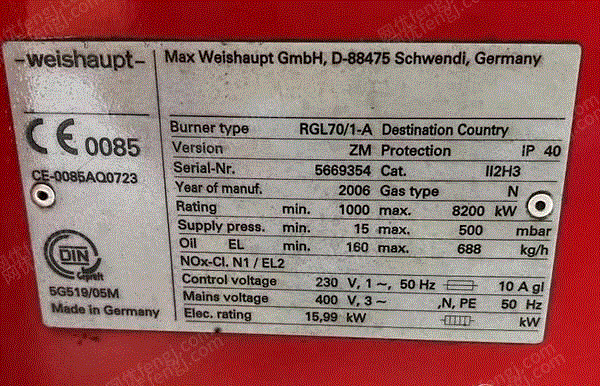 -weishaupt-
Max Weishaupt GmbH, D-88475 Schwendi, Germany
CE 0085
CE-0085AQ0723
Burner type RGL70/1-A Destination Country
Version ZM Protection IP 40
Serial-Nr. 5669354 Cat. II2H3
Year of manuf. 2006 Gas type N
Rating min. 1000 max. 8200 kW
Supply press. min. 15 max. 500 mbar
Oil EL min. 160 max. 688 kg/h
NOx-Cl. N1 / EL2
Control voltage 230 V, 1 ~, 50 Hz 10 A gl
Mains voltage 400 V, 3 ~ ,N, PE 50 Hz
Elec. rating 15,99 kW kW
DIN
geprüft
5G519/05M
Made in Germany